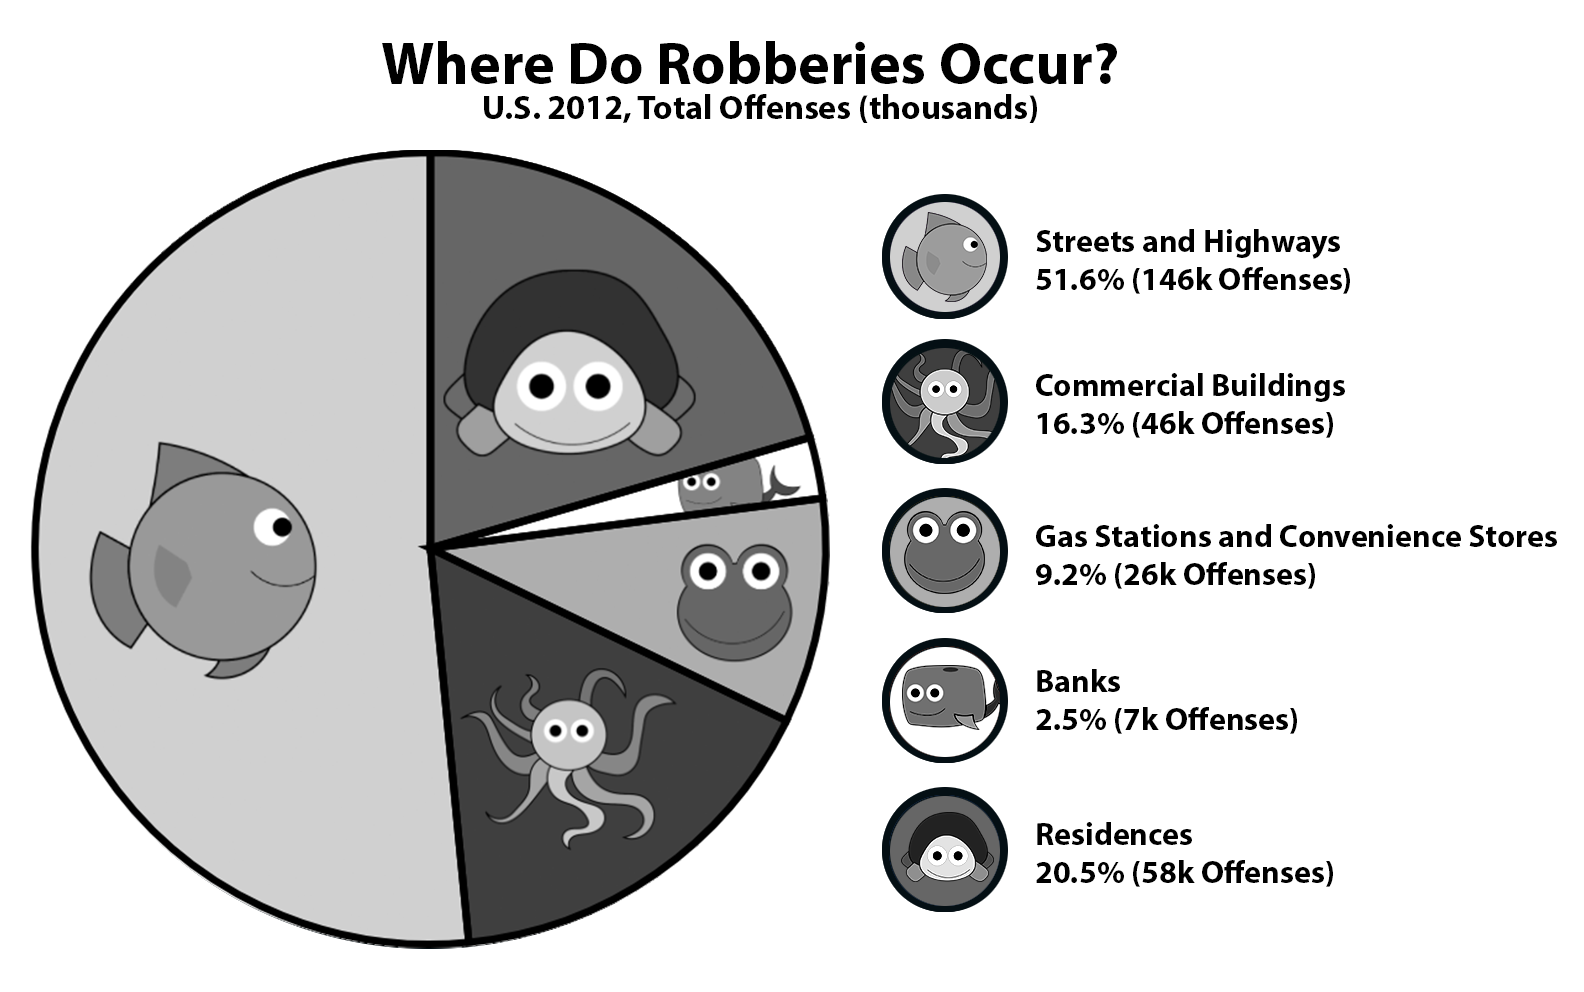 Where Do Robberies Occur?
U.S. 2012, Total Offenses (thousands)
Streets and Highways
51.6% (146k Offenses)
Commercial Buildings
16.3% (46k Offenses)
Gas Stations and Convenience Stores
9.2% (26k Offenses)
Banks
2.5% (7k Offenses)
Residences
20.5% (58k Offenses)